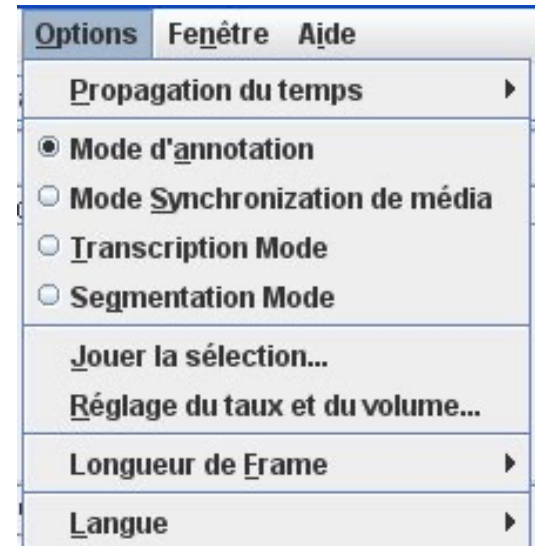 Options Fenêtre Aide
Propagation du temps
Mode d'annotation
Mode Synchronization de média
Transcription Mode
Segmentation Mode
Jouer la sélection...
Réglage du taux et du volume...
Longueur de Frame
Langue